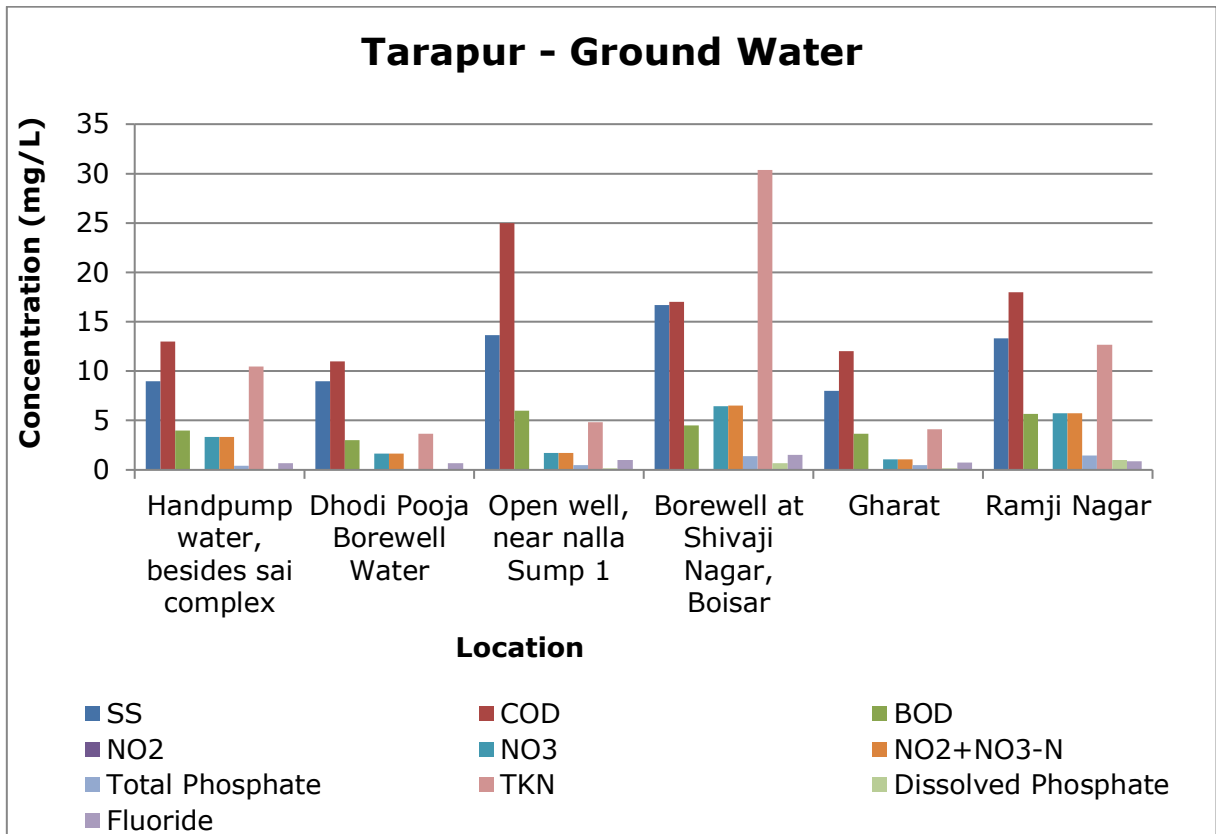 Tarapur - Ground Water
Concentration (mg/L)
35
30
25
20
15
10
5
0
Handpump
water,
besides sai
complex
Dhodi Pooja
Borewell
Water
Open well,
near nalla
Sump 1
Borewell at
Shivaji
Nagar,
Boisar
Gharat
Ramji Nagar
Location
SS
COD
BOD
NO2
NO3
NO2+NO3-N
Total Phosphate
TKN
Dissolved Phosphate
Fluoride